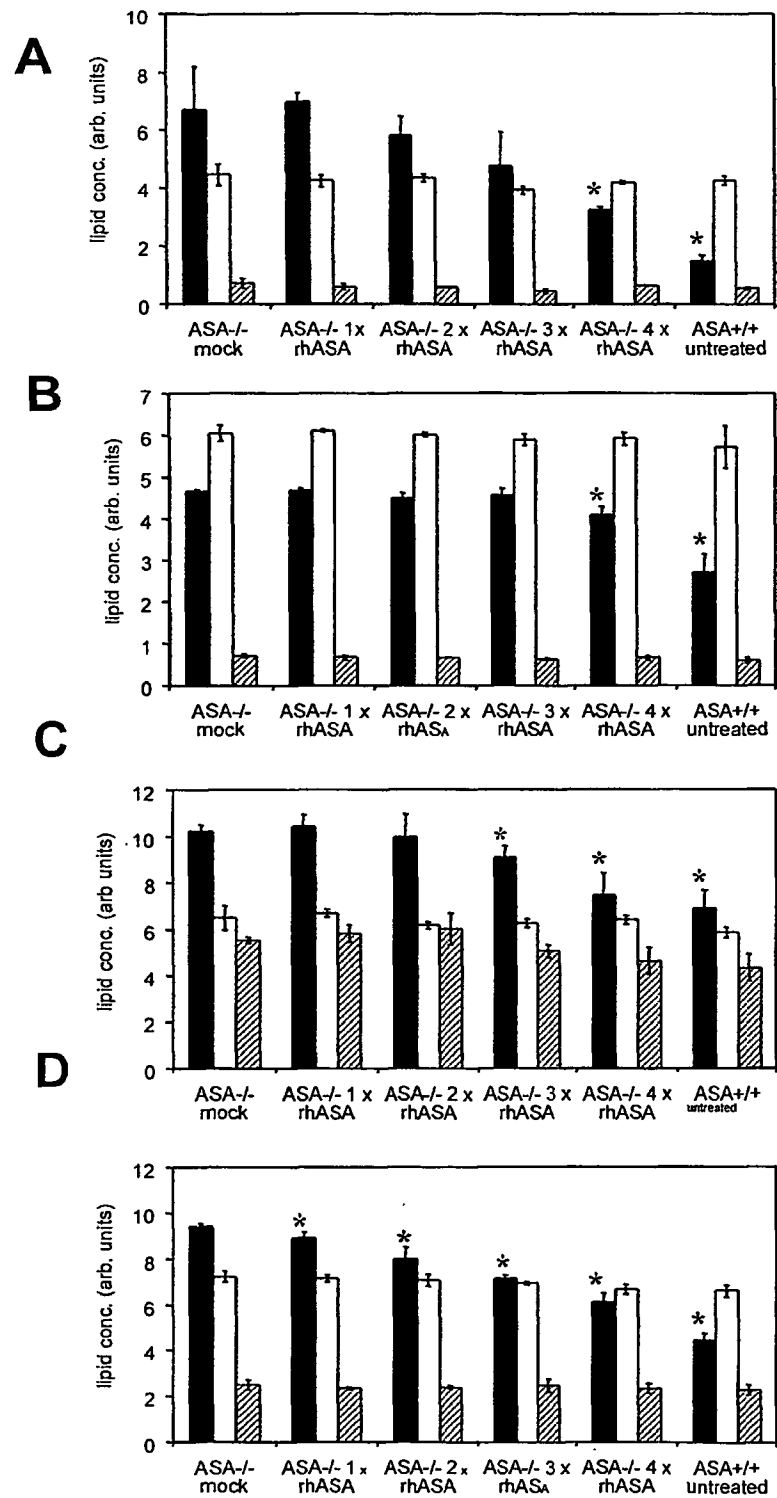 A
lipid conc. (arb. units)
10
8
6
4
2
0
*
*
ASA-/- mock
ASA-/- 1x rhASA
ASA-/- 2 x rhASA
ASA-/- 3 x rhASA
ASA-/- 4 x rhASA
ASA+/+ untreated
B
lipid conc. (arb. units)
7
6
5
4
3
2
1
0
*
*
ASA-/- mock
ASA-/- 1 x rhASA
ASA-/- 2 x rhASA
ASA-/- 3 x rhASA
ASA-/- 4 x rhASA
ASA+/+ untreated
C
lipid conc. (arb units)
12
10
8
6
4
2
0
*
*
*
ASA-/- mock
ASA-/- 1 x rhASA
ASA-/- 2 x rhASA
ASA-/- 3 x rhASA
ASA-/- 4 x rhASA
ASA+/+ untreated
D
lipid conc. (arb. units)
12
10
8
6
4
2
0
*
*
*
*
*
ASA-/- mock
ASA-/- 1 x rhASA
ASA-/- 2 x rhASA
ASA-/- 3 x rhASA
ASA-/- 4 x rhASA
ASA+/+ untreated